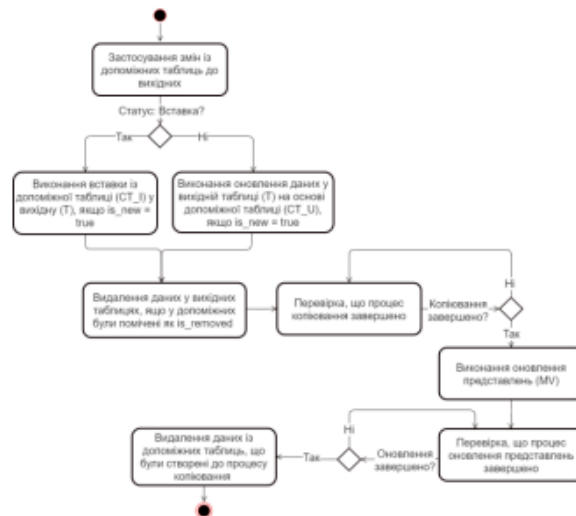 Застосування змін із
допоміжних таблиць до
вихідних
Статус: Вставка?
Так
Ні
Виконання вставки із
допоміжної таблиці (CT_I) у
вихідну (T), якщо is_new =
true
Виконання оновлення даних у
вихідній таблиці (T) на основі
допоміжної таблиці (CT_U),
якщо is_new = true
Видалення даних у вихідних
таблицях, якщо у допоміжних
були помічені як is_removed
Перевірка, що процес
копіювання завершено
Копіювання
завершено?
Ні
Так
Виконання оновлення
представлень (MV)
Перевірка, що процес
оновлення представлень
завершено
Оновлення
завершено?
Ні
Так
Видалення даних із
допоміжних таблиць, що
були створені до процесу
копіювання